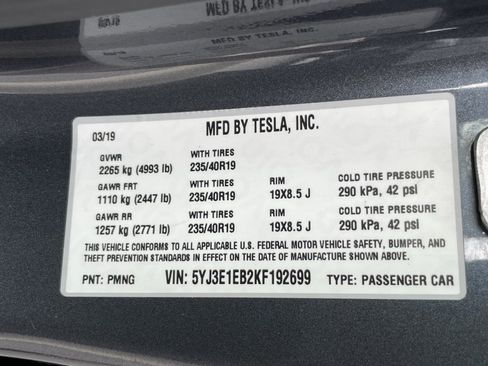 03/19 MFD BY TESLA, INC.
GVWR WITH TIRES
2265 kg (4993 lb) 235/40R19
GAWR FRT WITH TIRES RIM COLD TIRE PRESSURE
1110 kg (2447 lb) 235/40R19 19X8.5 J 290 kPa, 42 psi
GAWR RR WITH TIRES RIM COLD TIRE PRESSURE
1257 kg (2771 lb) 235/40R19 19X8.5 J 290 kPa, 42 psi
THIS VEHICLE CONFORMS TO ALL APPLICABLE U.S. FEDERAL MOTOR VEHICLE SAFETY, BUMPER, AND
THEFT PREVENTION STANDARDS IN EFFECT ON THE DATE OF MANUFACTURE SHOWN ABOVE.
PNT: PMNG VIN: 5YJ3E1EB2KF192699 TYPE: PASSENGER CAR